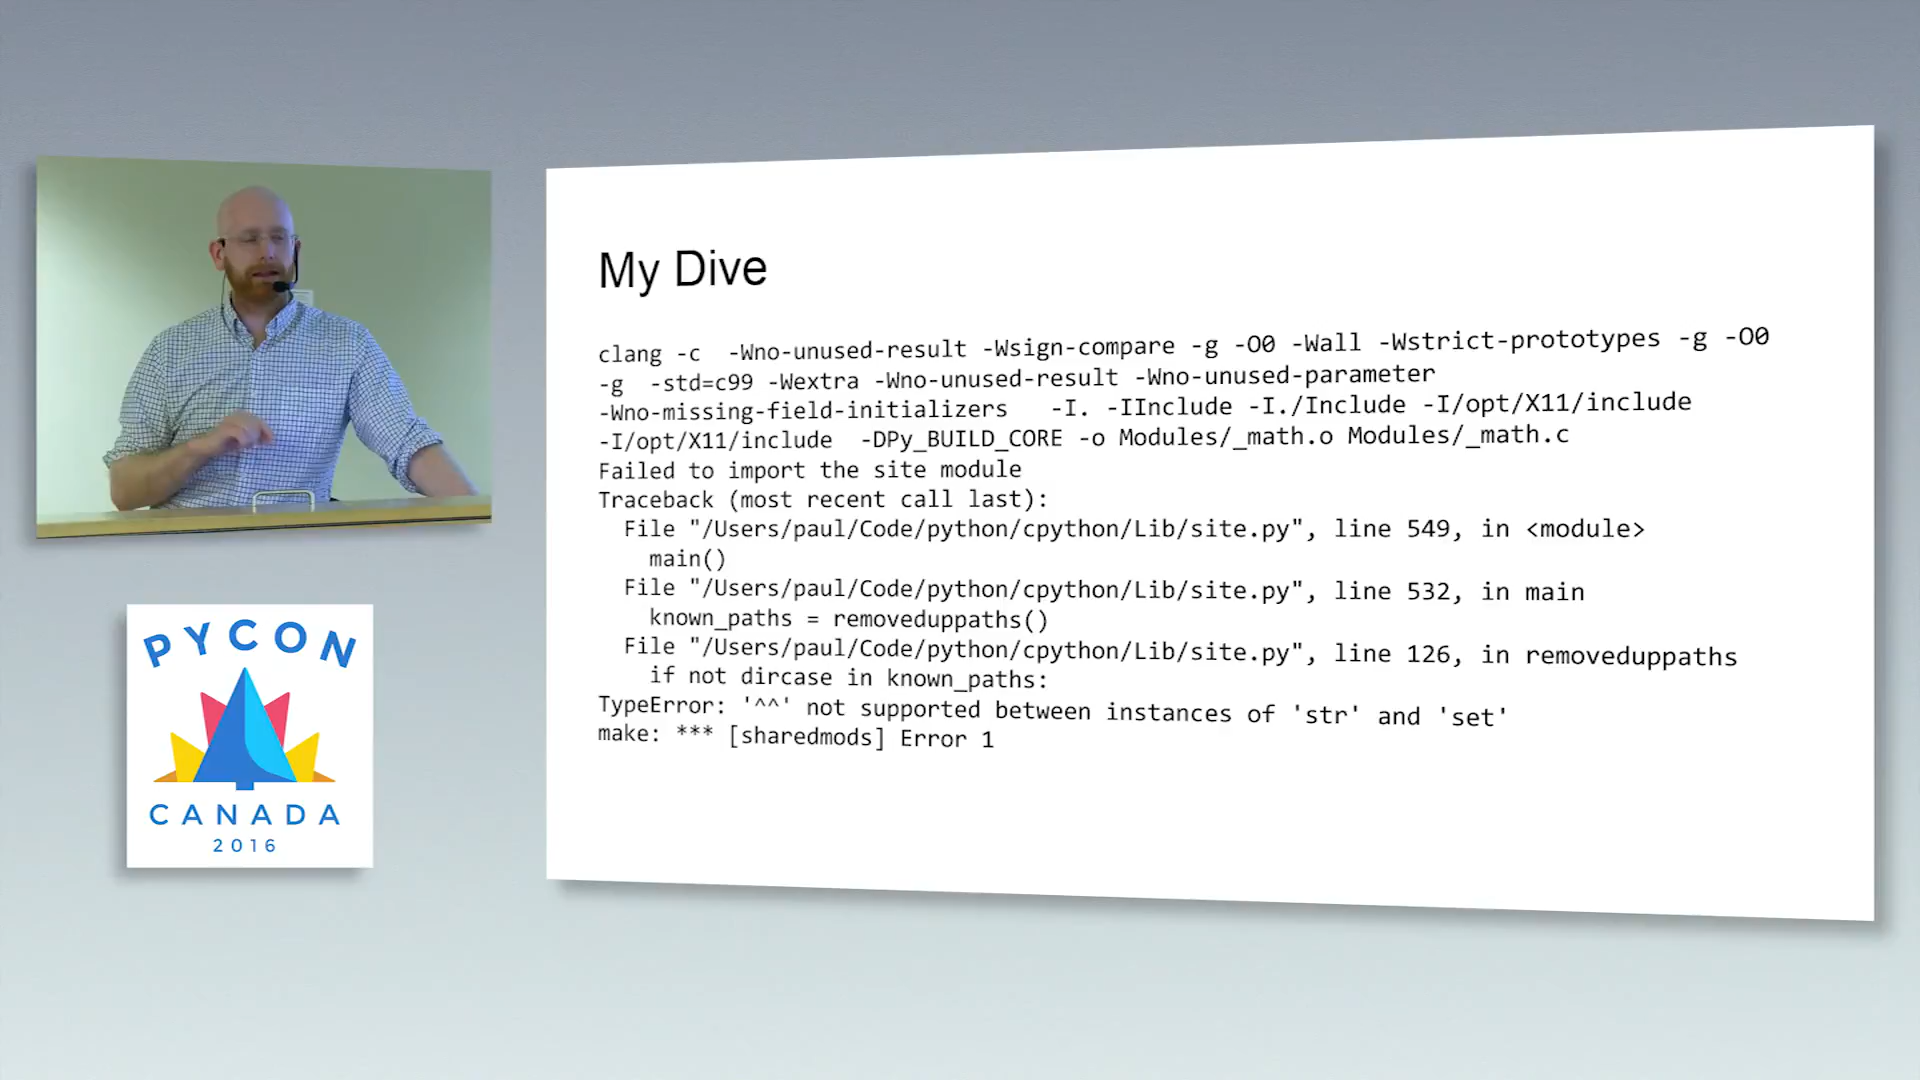 My Dive
clang -c  -Wno-unused-result -Wsign-compare -g -O0 -Wall -Wstrict-prototypes -g -O0
-g  -std=c99 -Wextra -Wno-unused-result -Wno-unused-parameter
-Wno-missing-field-initializers   -I. -IInclude -I./Include -I/opt/X11/include
-I/opt/X11/include  -DPy_BUILD_CORE -o Modules/_math.o Modules/_math.c
Failed to import the site module
Traceback (most recent call last):
  File "/Users/paul/Code/python/cpython/Lib/site.py", line 549, in <module>
    main()
  File "/Users/paul/Code/python/cpython/Lib/site.py", line 532, in main
    known_paths = removeduppaths()
  File "/Users/paul/Code/python/cpython/Lib/site.py", line 126, in removeduppaths
    if not dircase in known_paths:
TypeError: '^^' not supported between instances of 'str' and 'set'
make: *** [sharedmods] Error 1
PYCON
CANADA
2016